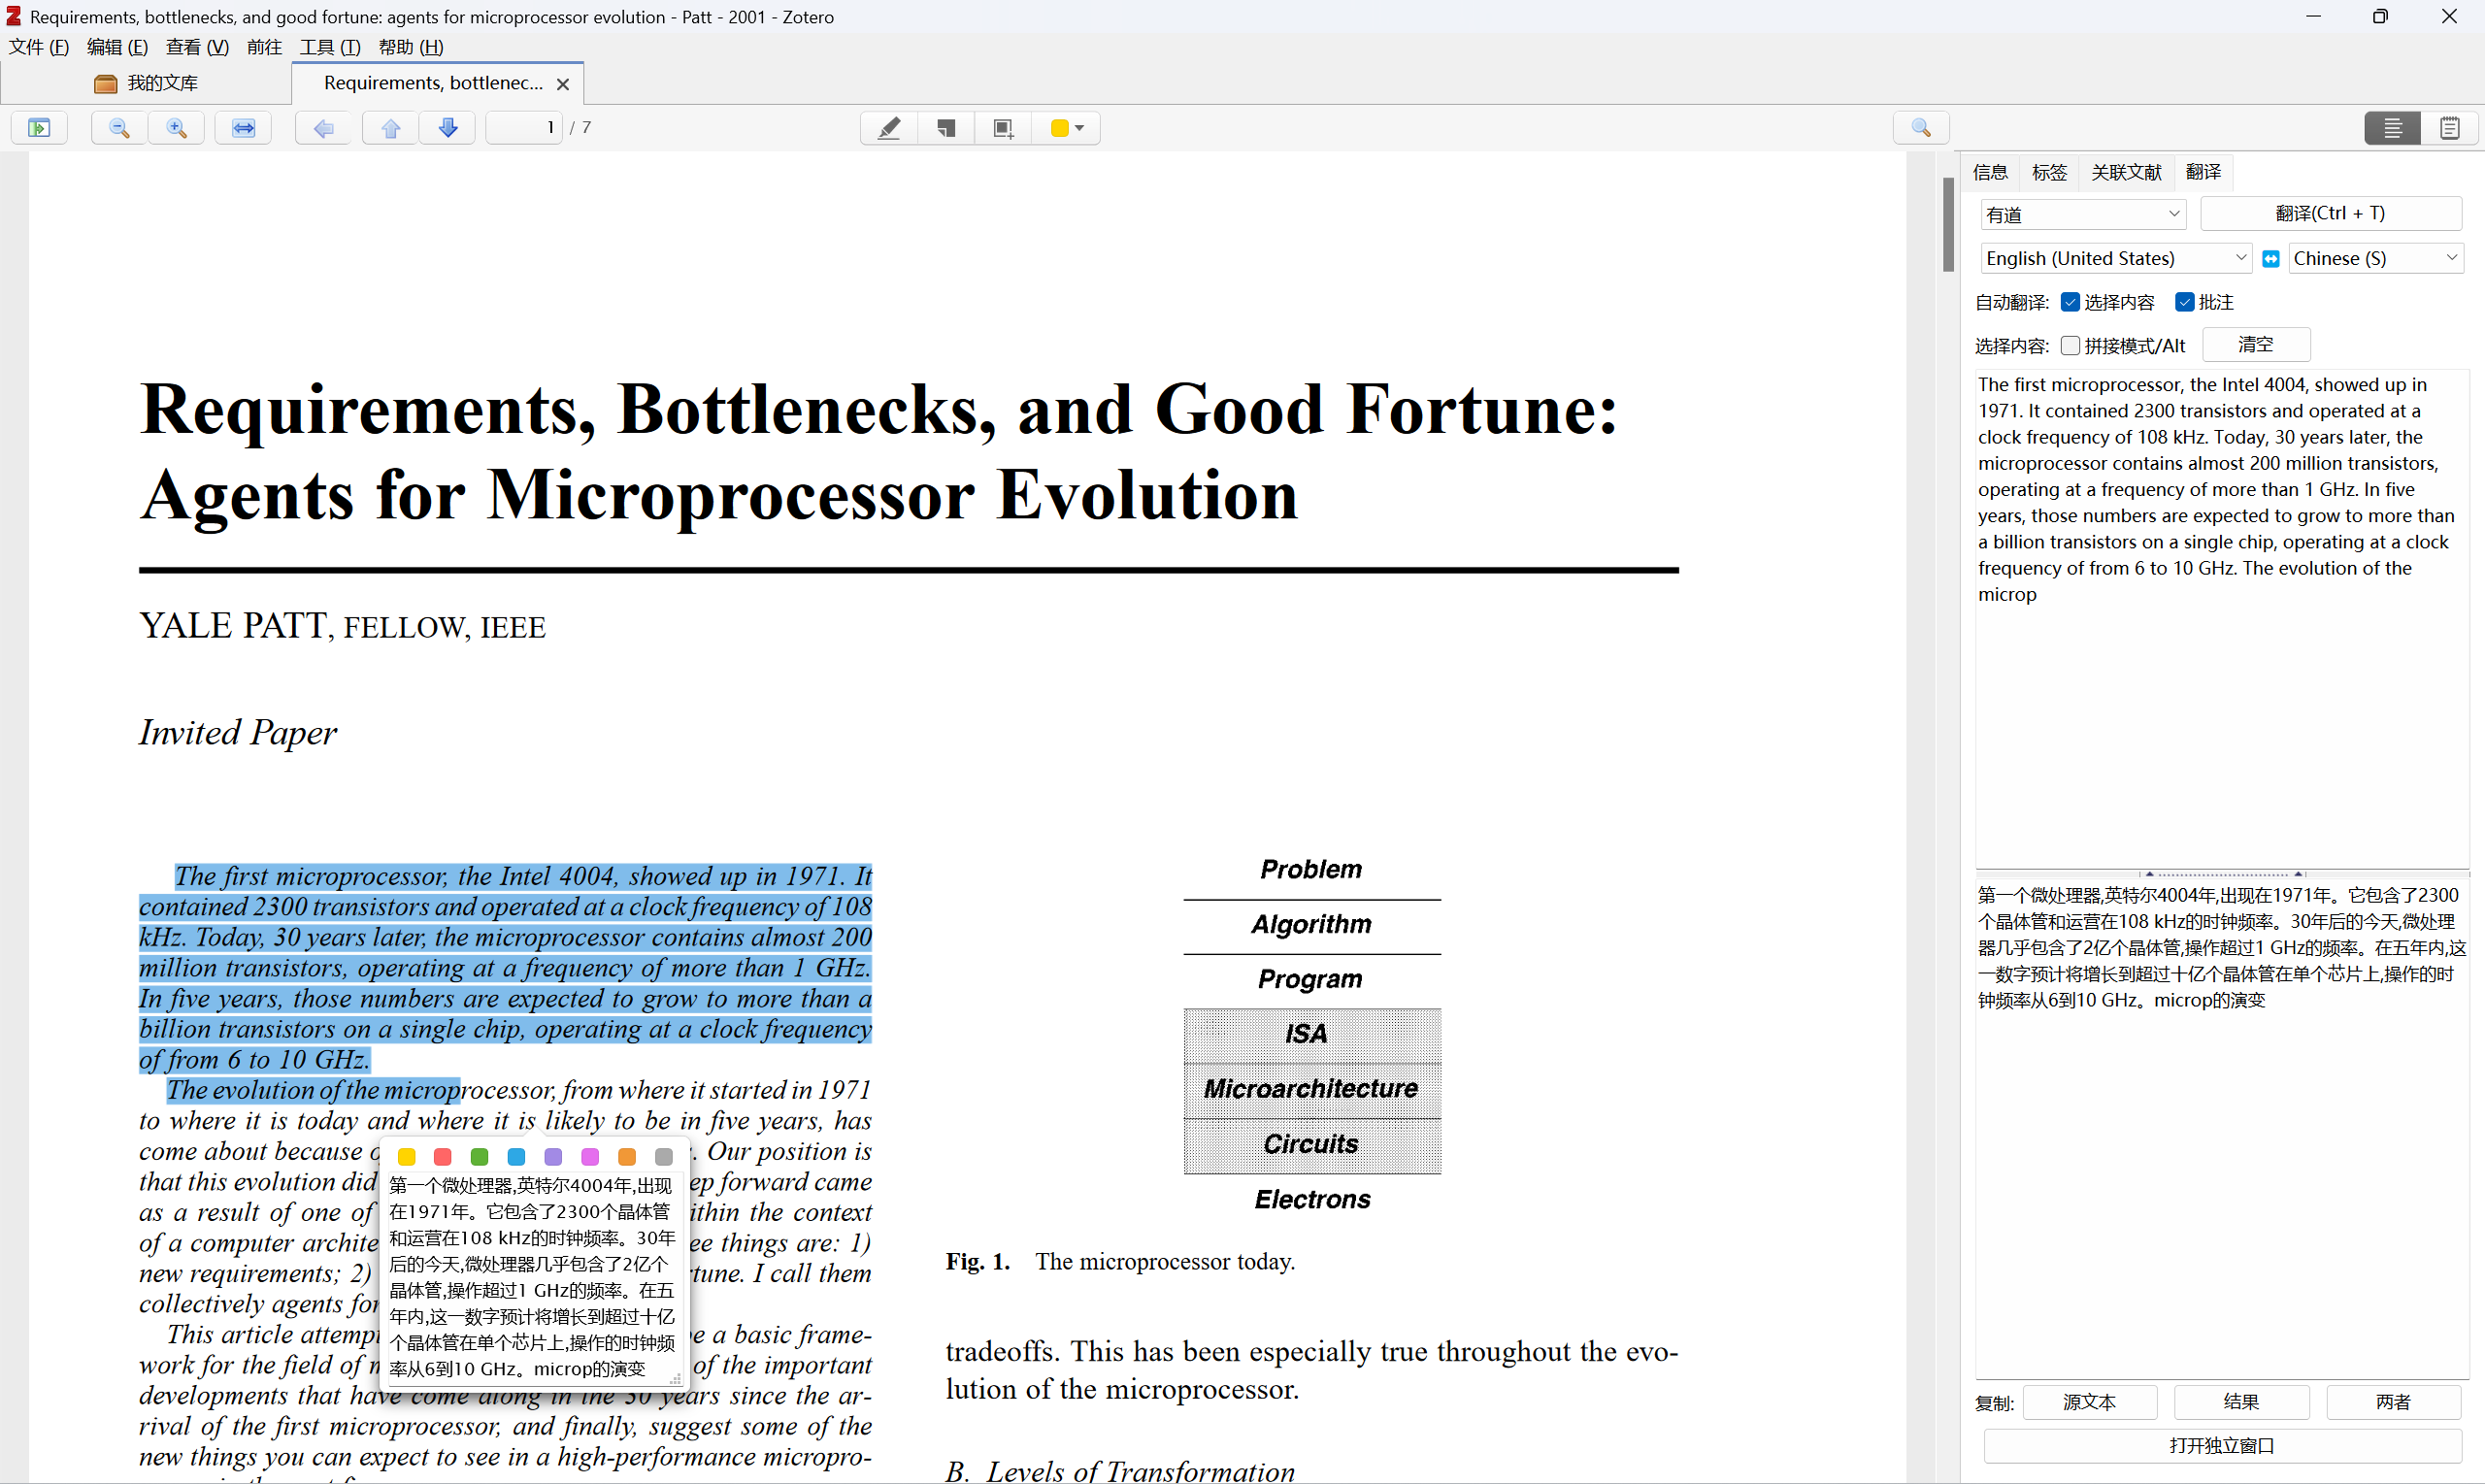 Requirements, bottlenecks, and good fortune: agents for microprocessor evolution - Patt - 2001 - Zotero
文件 (F) 编辑 (E) 查看 (V) 前往 工具 (T) 帮助 (H)
我的文库
Requirements, bottlenec...
1 / 7
Requirements, Bottlenecks, and Good Fortune:
Agents for Microprocessor Evolution
YALE PATT, FELLOW, IEEE
Invited Paper
The first microprocessor, the Intel 4004, showed up in 1971. It
contained 2300 transistors and operated at a clock frequency of 108
kHz. Today, 30 years later, the microprocessor contains almost 200
million transistors, operating at a frequency of more than 1 GHz.
In five years, those numbers are expected to grow to more than a
billion transistors on a single chip, operating at a clock frequency
of from 6 to 10 GHz.
The evolution of the microprocessor, from where it started in 1971
to where it is today and where it is likely to be in five years, has
come about because . Our position is
that this evolution did ep forward came
as a result of one of ithin the context
of a computer archite ee things are: 1)
new requirements; 2) tune. I call them
collectively agents for
This article attempt e a basic frame-
work for the field of of the important
developments that have come along in the 30 years since the ar-
rival of the first microprocessor, and finally, suggest some of the
new things you can expect to see in a high-performance micropro-
第一个微处理器,英特尔4004年,出现
在1971年。它包含了2300个晶体管
和运营在108 kHz的时钟频率。30年
后的今天,微处理器几乎包含了2亿个
晶体管,操作超过1 GHz的频率。在五
年内,这一数字预计将增长到超过十亿
个晶体管在单个芯片上,操作的时钟频
率从6到10 GHz。microp的演变
Problem
Algorithm
Program
ISA
Microarchitecture
Circuits
Electrons
Fig. 1. The microprocessor today.
tradeoffs. This has been especially true throughout the evo-
lution of the microprocessor.
B. Levels of Transformation
信息 标签 关联文献 翻译
有道 翻译(Ctrl + T)
English (United States) Chinese (S)
自动翻译: 选择内容 批注
选择内容: 拼接模式/Alt 清空
The first microprocessor, the Intel 4004, showed up in
1971. It contained 2300 transistors and operated at a
clock frequency of 108 kHz. Today, 30 years later, the
microprocessor contains almost 200 million transistors,
operating at a frequency of more than 1 GHz. In five
years, those numbers are expected to grow to more than
a billion transistors on a single chip, operating at a clock
frequency of from 6 to 10 GHz. The evolution of the
microp
第一个微处理器,英特尔4004年,出现在1971年。它包含了2300
个晶体管和运营在108 kHz的时钟频率。30年后的今天,微处理
器几乎包含了2亿个晶体管,操作超过1 GHz的频率。在五年内,这
一数字预计将增长到超过十亿个晶体管在单个芯片上,操作的时
钟频率从6到10 GHz。microp的演变
复制: 源文本 结果 两者
打开独立窗口